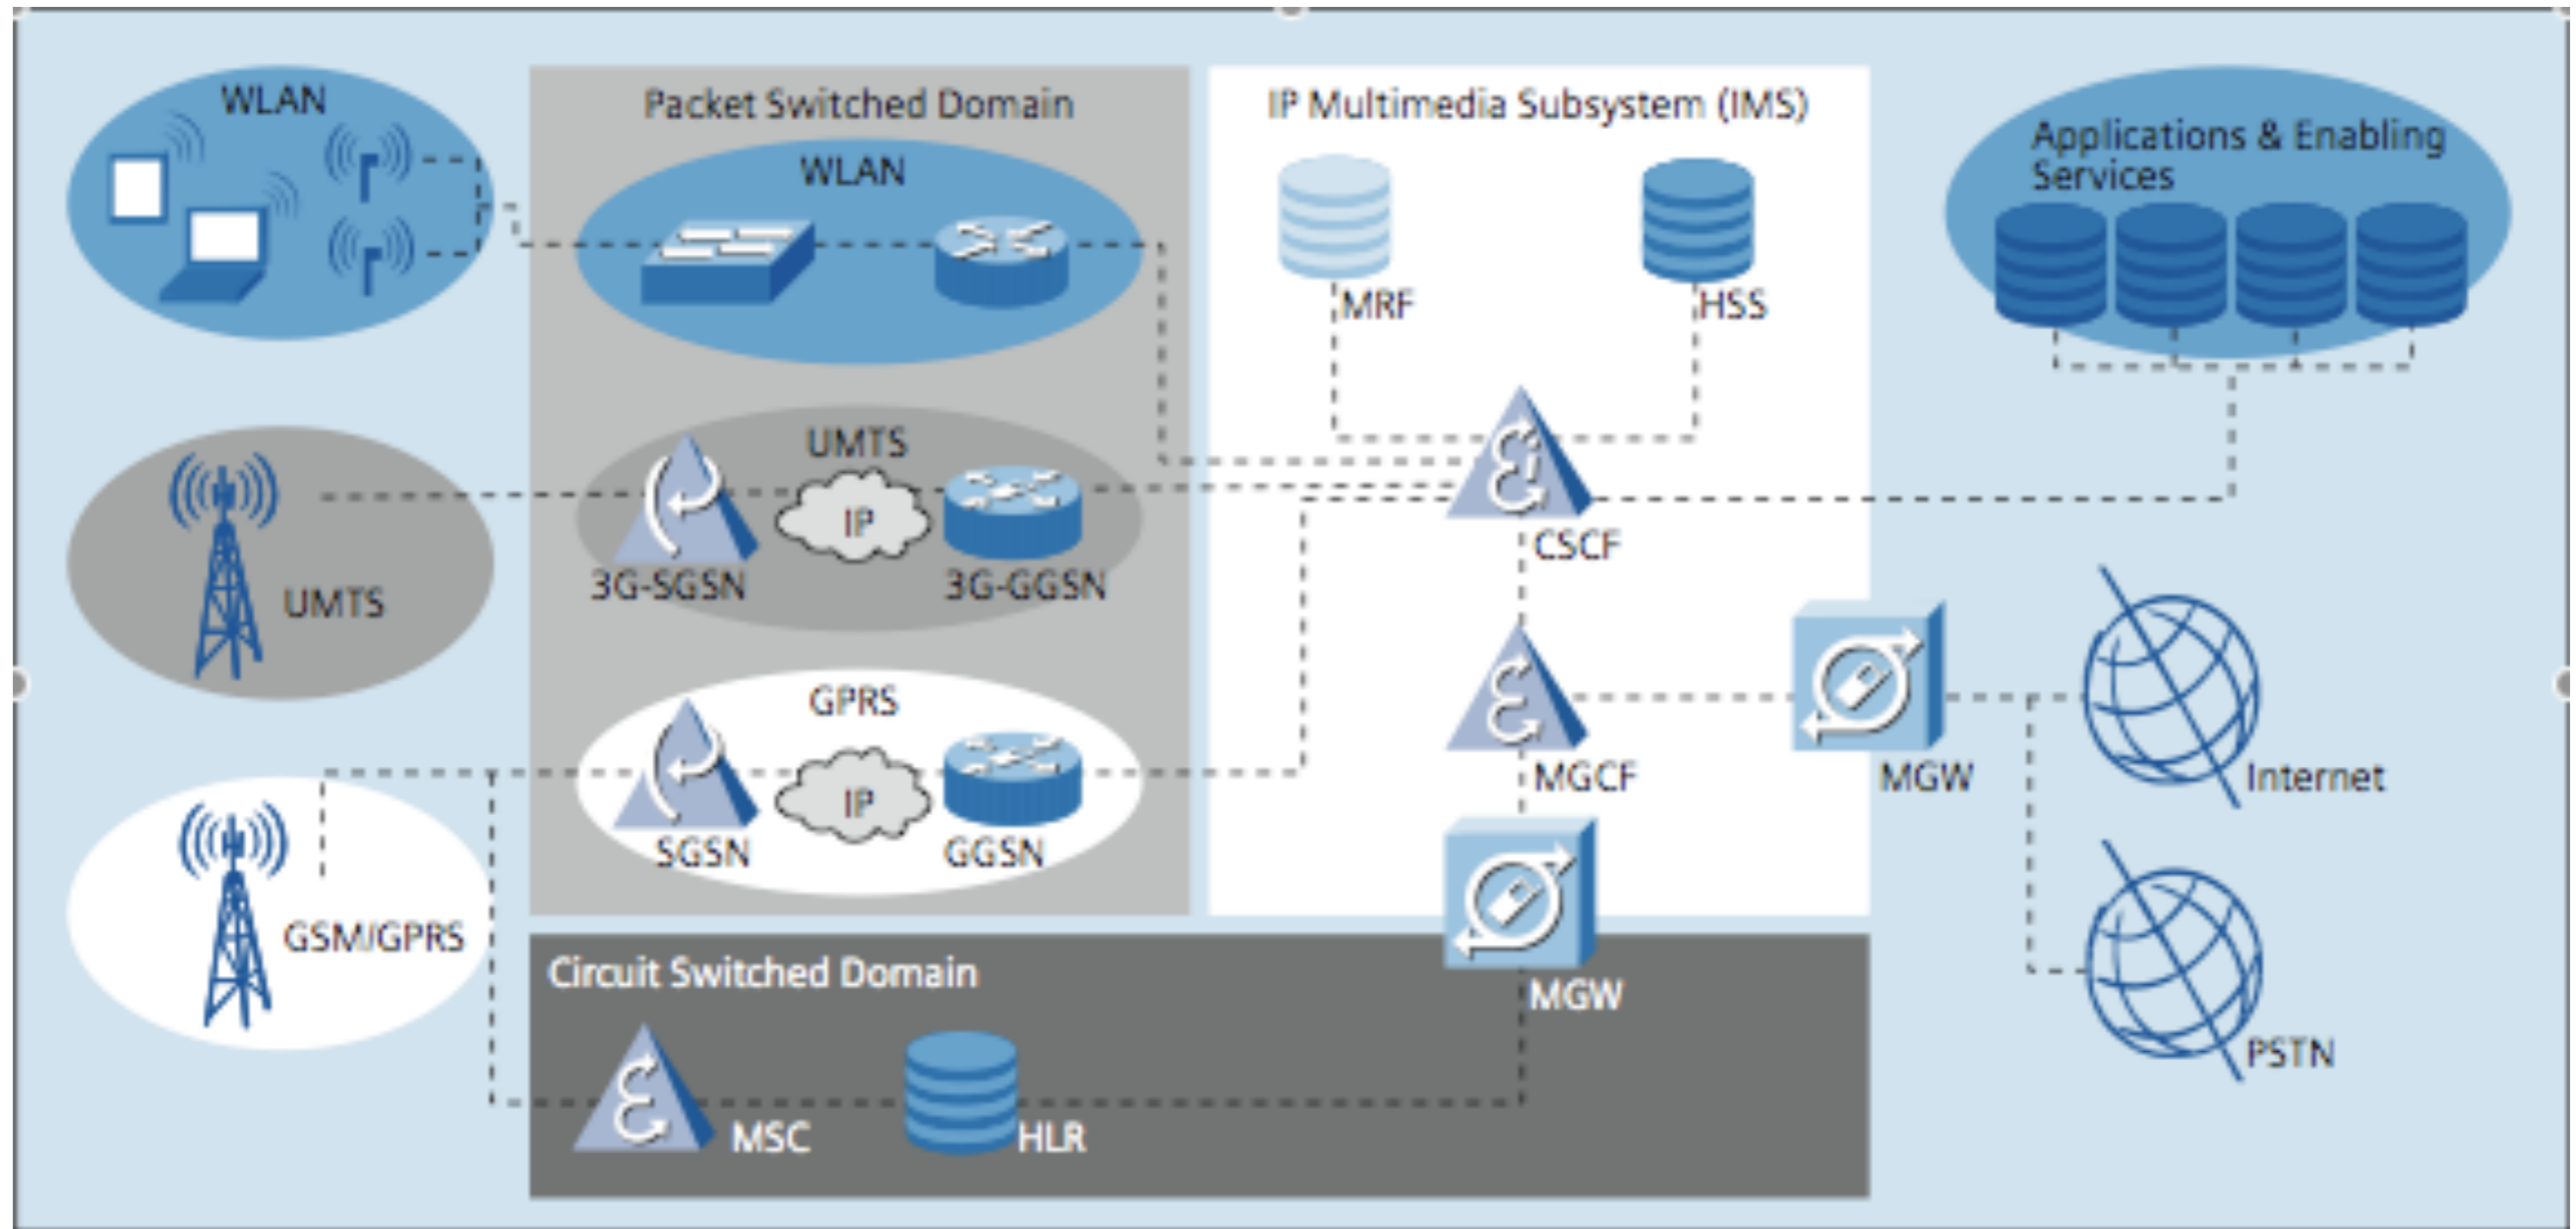 WLAN
Packet Switched Domain
WLAN
IP Multimedia Subsystem (IMS)
MRF
HSS
Applications & Enabling
Services
UMTS
UMTS
IP
3G-SGSN
3G-GGSN
CSCF
GPRS
IP
SGSN
GGSN
MGCF
MGW
Internet
GSM/GPRS
Circuit Switched Domain
MGW
MSC
HLR
PSTN